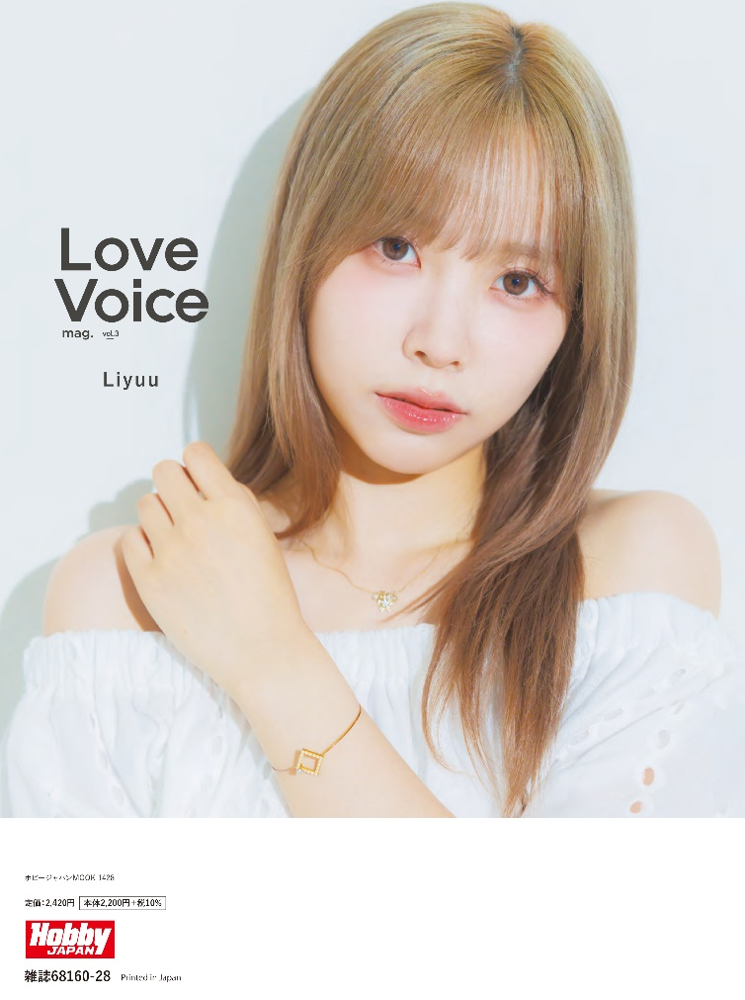 Love
Voice
mag. vol.3
Liyuu
ホビージャパンMOOK 1428
定価:2,420円 本体2,200円+税10%
Hobby
JAPAN
雑誌68160-28 Printed in Japan